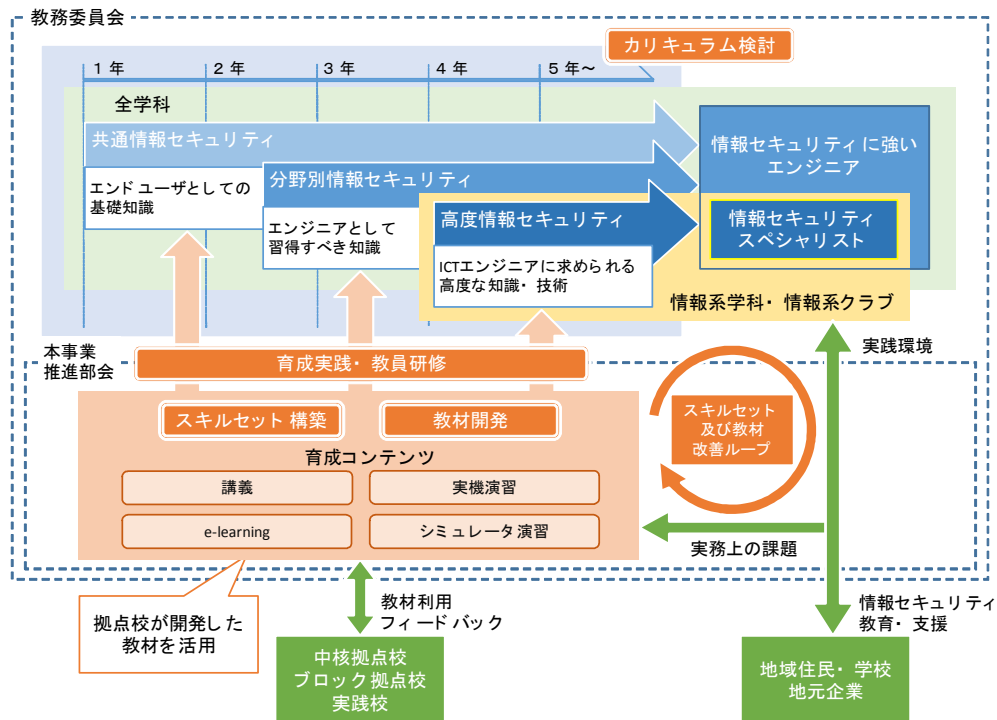 教務委員会
カリキュラム検討
1年
2年
3年
4年
5年~
全学科
共通情報セキュリティ
エンドユーザとしての
基礎知識
分野別情報セキュリティ
エンジニアとして
習得すべき知識
高度情報セキュリティ
ICTエンジニアに求められる
高度な知識・技術
情報セキュリティに強い
エンジニア
情報セキュリティ
スペシャリスト
情報系学科・情報系クラブ
本事業
推進部会
育成実践・教員研修
実践環境
スキルセット構築
教材開発
育成コンテンツ
講義
実機演習
e-learning
シミュレータ演習
スキルセット
及び教材
改善ループ
実務上の課題
拠点校が開発した
教材を活用
教材利用
フィードバック
情報セキュリティ
教育・支援
中核拠点校
ブロック拠点校
実践校
地域住民・学校
地元企業